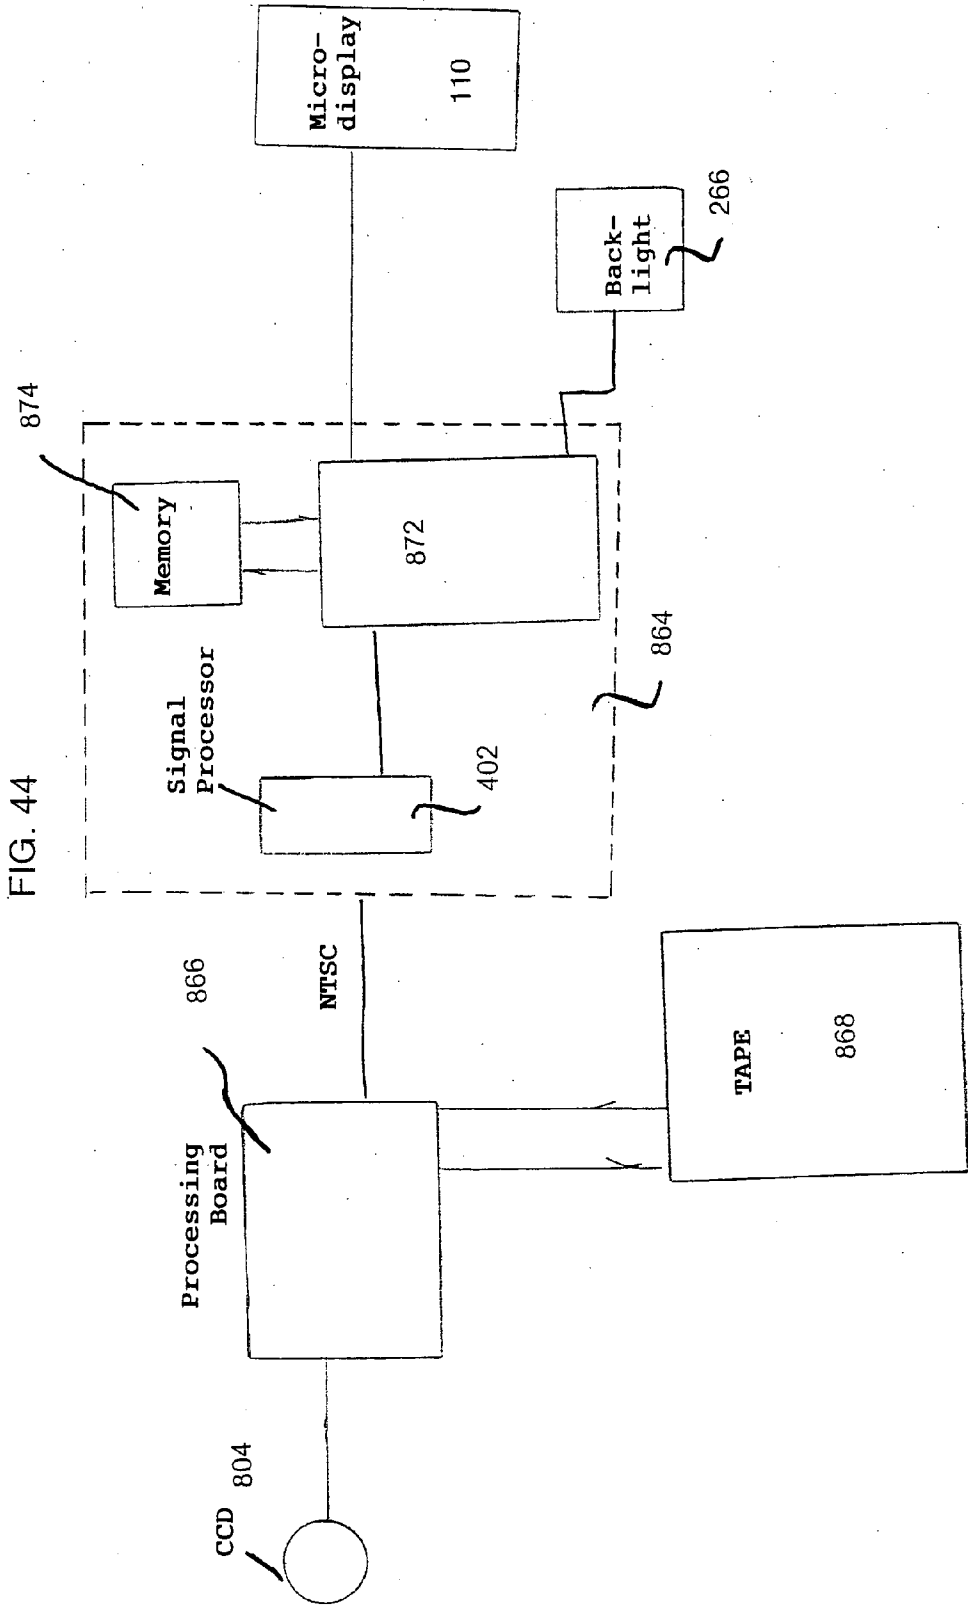 FIG. 44
CCD
804
Processing
Board
866
NTSC
TAPE
868
Signal
Processor
402
864
Memory
874
872
Back-
light
266
Micro-
display
110